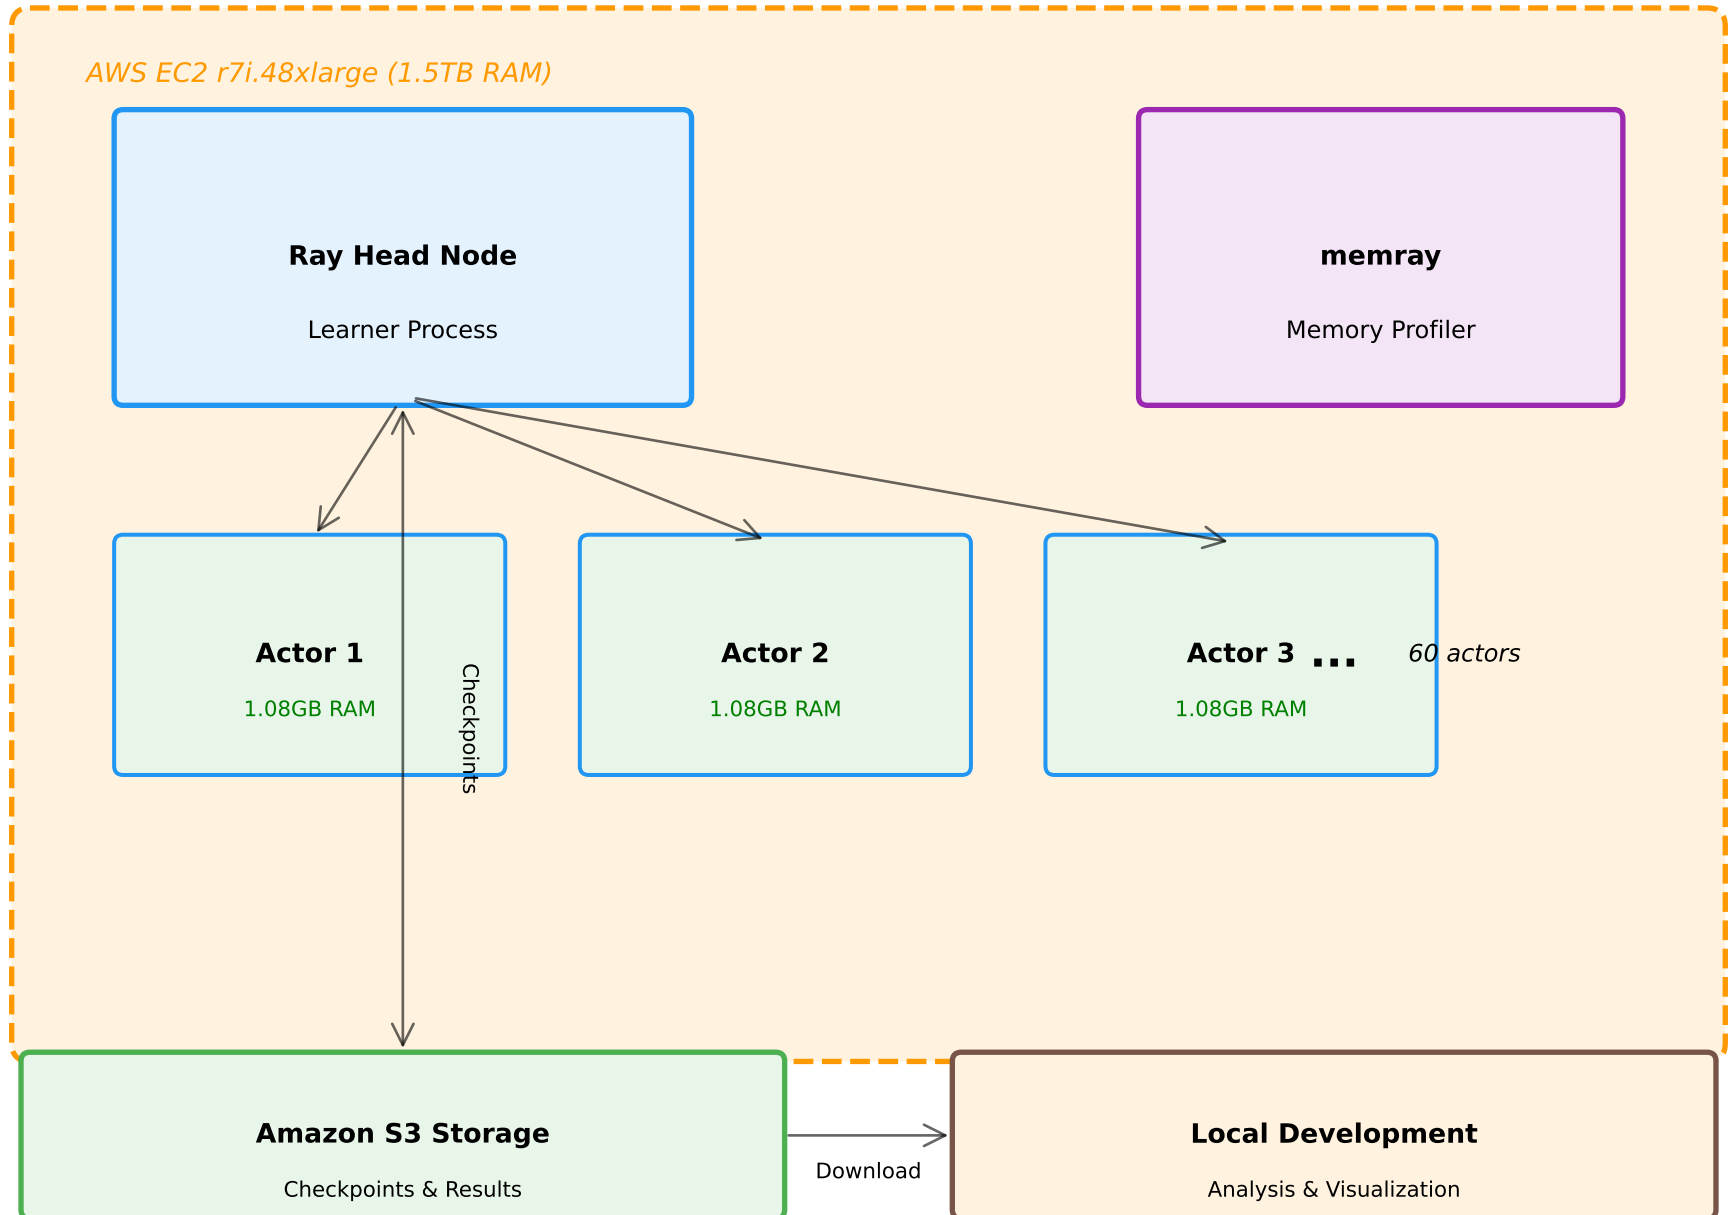 AWS EC2 r7i.48xlarge (1.5TB RAM)
Ray Head Node
Learner Process
memray
Memory Profiler
Actor 1
1.08GB RAM
Actor 2
1.08GB RAM
Actor 3
1.08GB RAM
...
60 actors
Checkpoints
Amazon S3 Storage
Checkpoints & Results
Download
Local Development
Analysis & Visualization